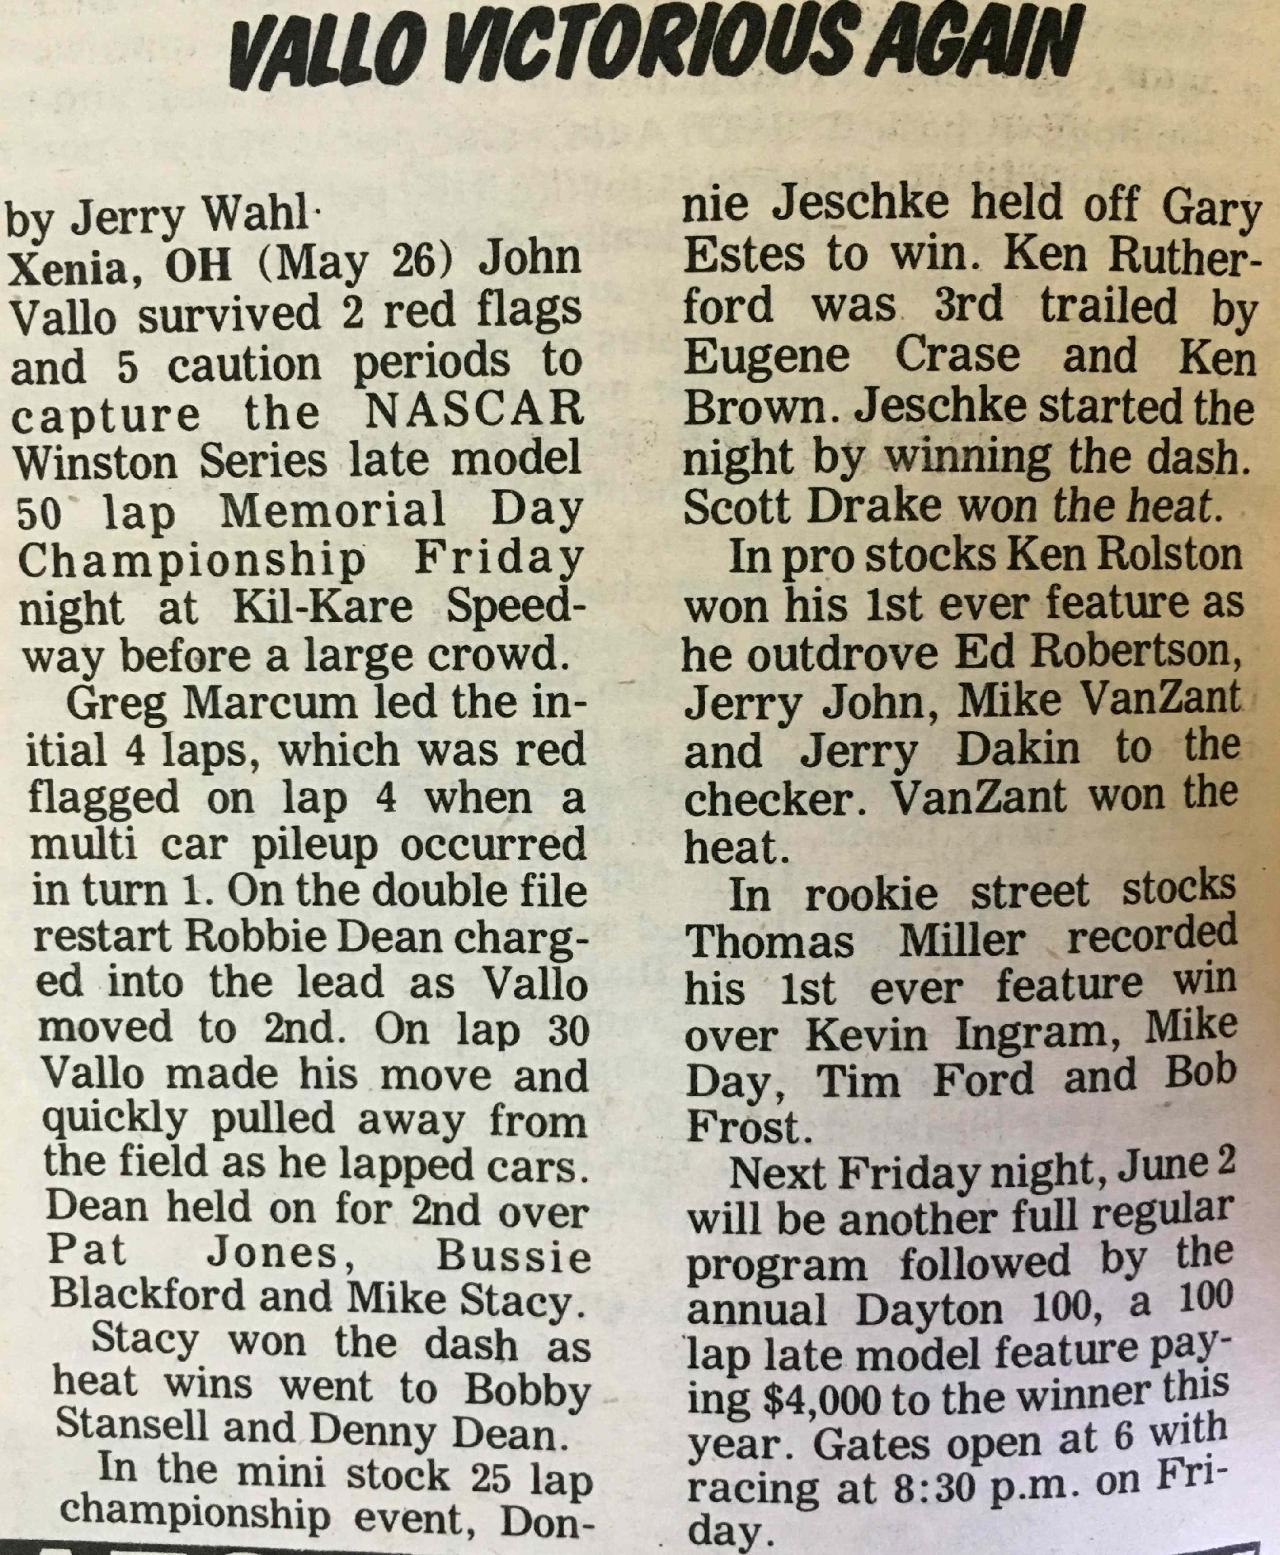 VALLO VICTORIOUS AGAIN
by Jerry Wahl
Xenia, OH (May 26) John
Vallo survived 2 red flags
and 5 caution periods to
capture the NASCAR
Winston Series late model
50 lap Memorial Day
Championship Friday
night at Kil-Kare Speed-
way before a large crowd.
Greg Marcum led the in-
itial 4 laps, which was red
flagged on lap 4 when a
multi car pileup occurred
in turn 1. On the double file
restart Robbie Dean charg-
ed into the lead as Vallo
moved to 2nd. On lap 30
Vallo made his move and
quickly pulled away from
the field as he lapped cars.
Dean held on for 2nd over
Pat Jones, Bussie
Blackford and Mike Stacy.
Stacy won the dash as
heat wins went to Bobby
Stansell and Denny Dean.
In the mini stock 25 lap
championship event, Don-
nie Jeschke held off Gary
Estes to win. Ken Ruther-
ford was 3rd trailed by
Eugene Crase and Ken
Brown. Jeschke started the
night by winning the dash.
Scott Drake won the heat.
In pro stocks Ken Rolston
won his 1st ever feature as
he outdrove Ed Robertson,
Jerry John, Mike VanZant
and Jerry Dakin to the
checker. VanZant won the
heat.
In rookie street stocks
Thomas Miller recorded
his 1st ever feature win
over Kevin Ingram, Mike
Day, Tim Ford and Bob
Frost.
Next Friday night, June 2
will be another full regular
program followed by the
annual Dayton 100, a 100
lap late model feature pay-
ing $4,000 to the winner this
year. Gates open at 6 with
racing at 8:30 p.m. on Fri-
day.